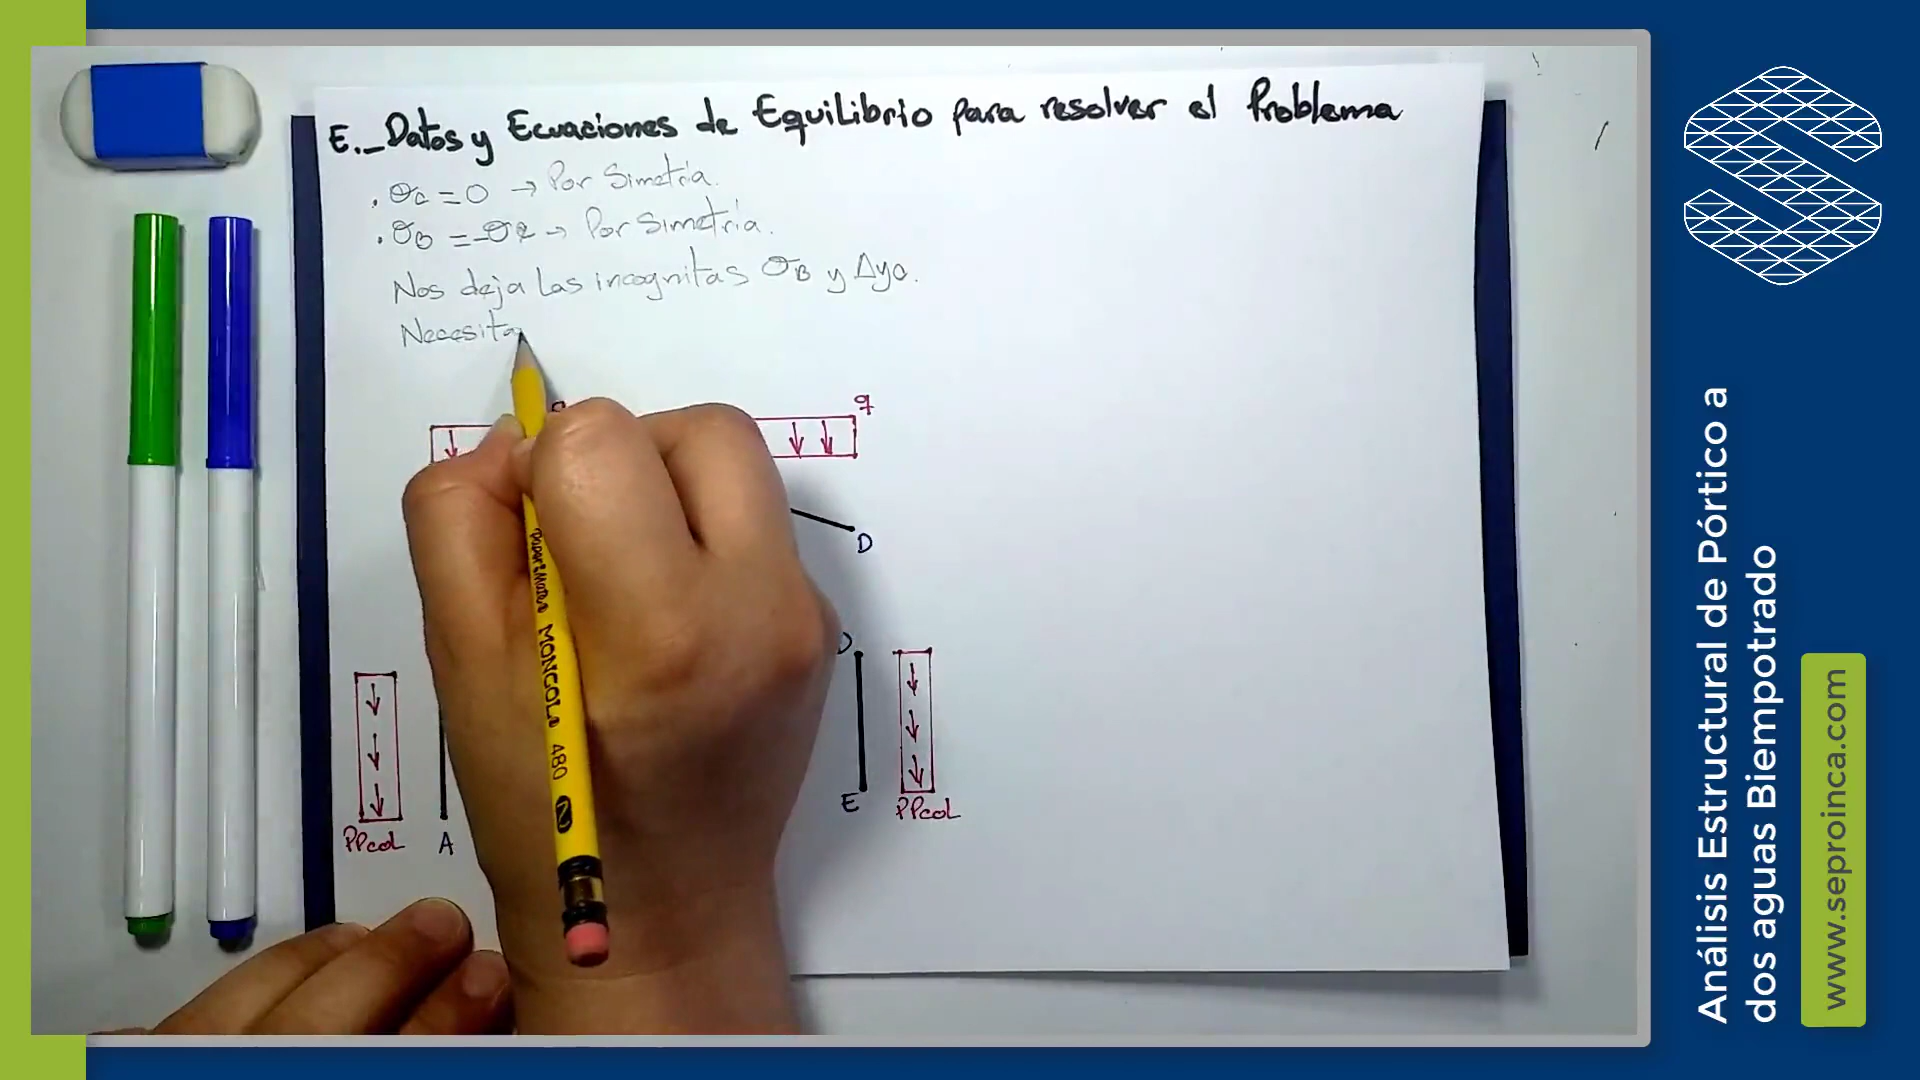 E._Datos y Ecuaciones de Equilibrio para resolver el Problema
. θc = 0 → Por Simetría.
. θB = -θ → Por Simetría.
Nos deja las incognitas θB y Δyc.
Necesita
q
D
D
E
PPcol
PPcol
A
PaperMate MONGOL 480 N
Análisis Estructural de Pórtico a
dos aguas Biempotrado
www.seproinca.com